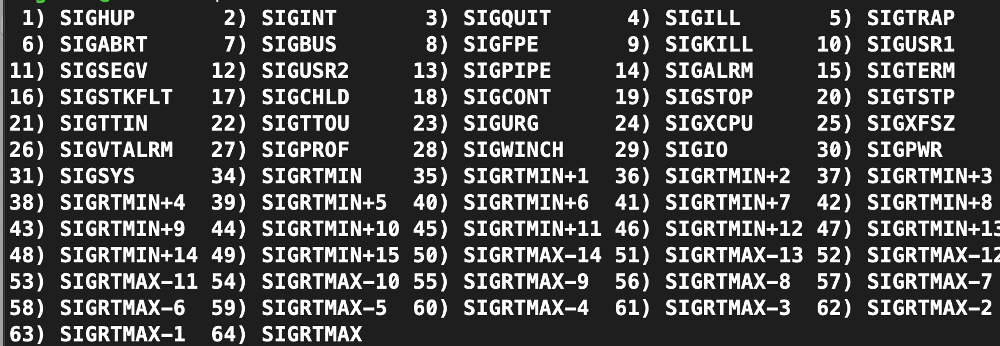 1) SIGHUP 2) SIGINT 3) SIGQUIT 4) SIGILL 5) SIGTRAP
6) SIGABRT 7) SIGBUS 8) SIGFPE 9) SIGKILL 10) SIGUSR1
11) SIGSEGV 12) SIGUSR2 13) SIGPIPE 14) SIGALRM 15) SIGTERM
16) SIGSTKFLT 17) SIGCHLD 18) SIGCONT 19) SIGSTOP 20) SIGTSTP
21) SIGTTIN 22) SIGTTOU 23) SIGURG 24) SIGXCPU 25) SIGXFSZ
26) SIGVTALRM 27) SIGPROF 28) SIGWINCH 29) SIGIO 30) SIGPWR
31) SIGSYS 34) SIGRTMIN 35) SIGRTMIN+1 36) SIGRTMIN+2 37) SIGRTMIN+3
38) SIGRTMIN+4 39) SIGRTMIN+5 40) SIGRTMIN+6 41) SIGRTMIN+7 42) SIGRTMIN+8
43) SIGRTMIN+9 44) SIGRTMIN+10 45) SIGRTMIN+11 46) SIGRTMIN+12 47) SIGRTMIN+13
48) SIGRTMIN+14 49) SIGRTMIN+15 50) SIGRTMAX-14 51) SIGRTMAX-13 52) SIGRTMAX-12
53) SIGRTMAX-11 54) SIGRTMAX-10 55) SIGRTMAX-9 56) SIGRTMAX-8 57) SIGRTMAX-7
58) SIGRTMAX-6 59) SIGRTMAX-5 60) SIGRTMAX-4 61) SIGRTMAX-3 62) SIGRTMAX-2
63) SIGRTMAX-1 64) SIGRTMAX